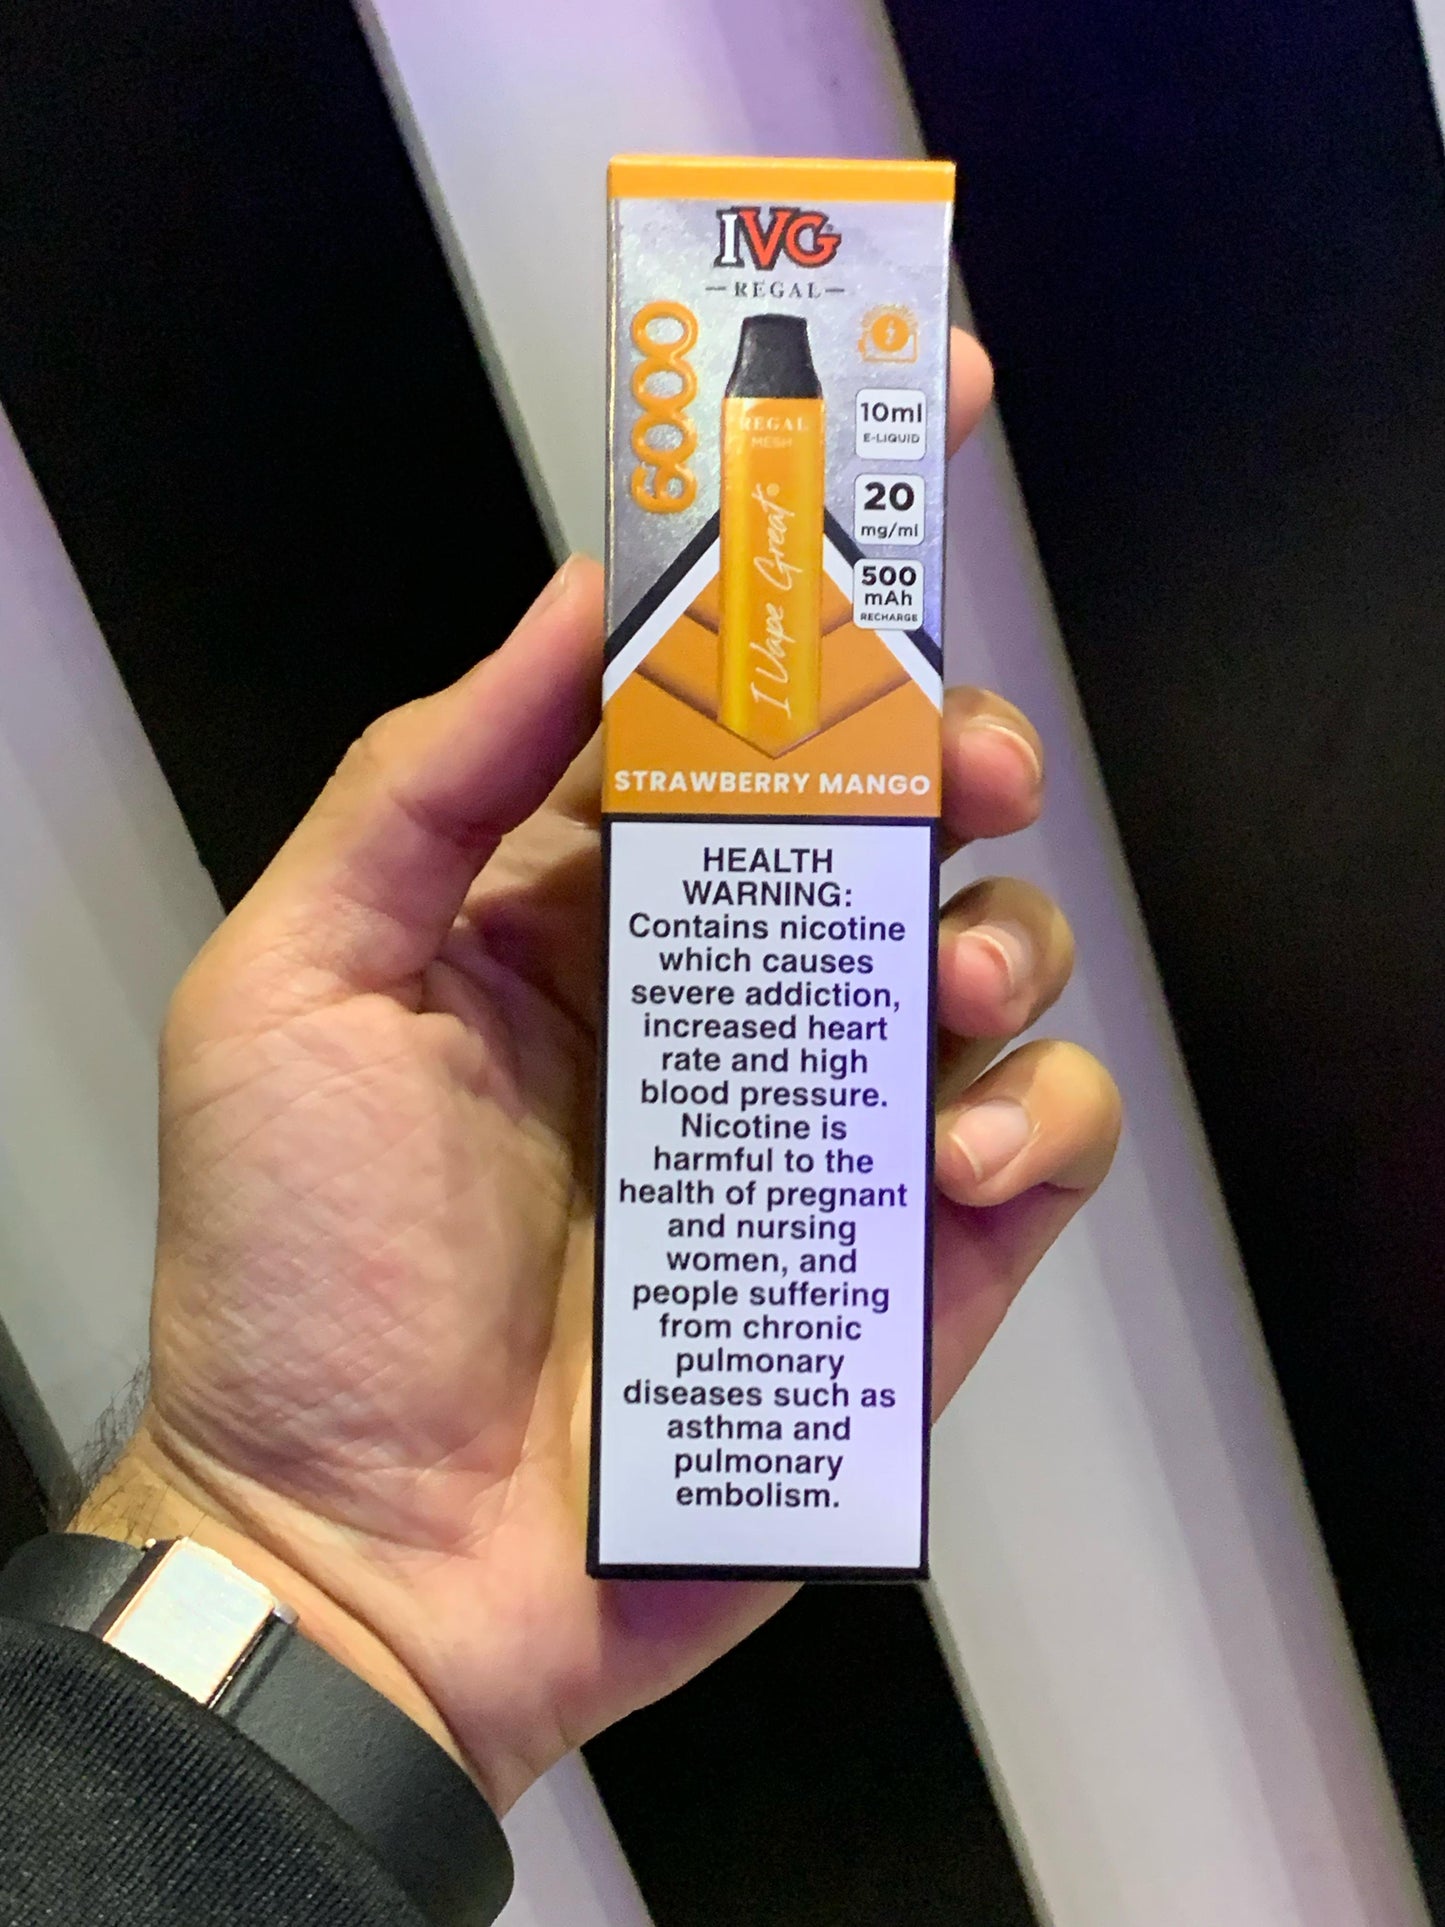 IVG
REGAL
6000
REGAL
MESH
I Vape Great
10ml
E-LIQUID
20
mg/ml
500
mAh
RECHARGE
STRAWBERRY MANGO
HEALTH
WARNING:
Contains nicotine
which causes
severe addiction,
increased heart
rate and high
blood pressure.
Nicotine is
harmful to the
health of pregnant
and nursing
women, and
people suffering
from chronic
pulmonary
diseases such as
asthma and
pulmonary
embolism.